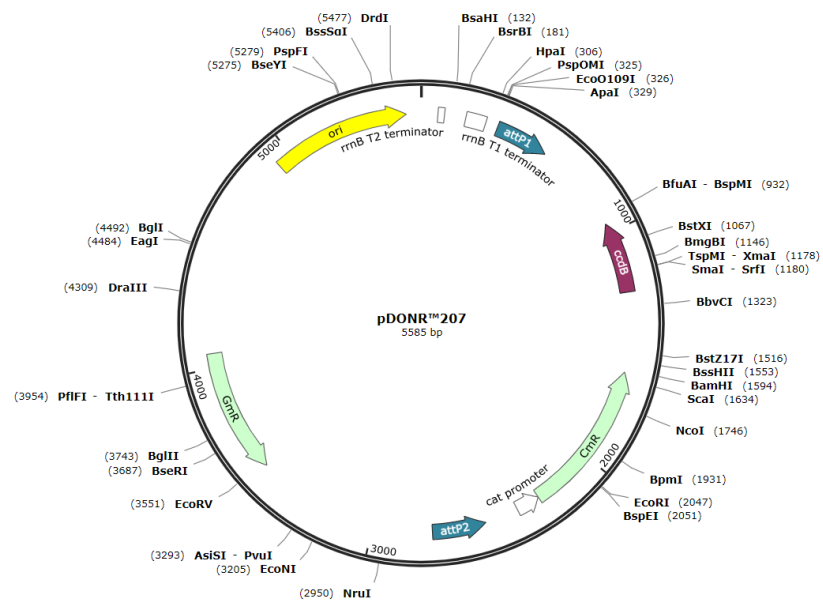 (5477) DrdI
(5406) BssSαI
(5279) PspFI
(5275) BseYI
BsaHI (132)
BsrBI (181)
HpaI (306)
PspOMI (325)
EcoO109I (326)
ApaI (329)
ori
rrnB T2 terminator
rrnB T1 terminator
attP1
5000
BfuAI - BspMI (932)
1000
BstXI (1067)
BmgBI (1146)
TspMI - XmaI (1178)
SmaI - SrfI (1180)
ccdB
BbvCI (1323)
(4492) BglI
(4484) EagI
(4309) DraIII
pDONR™207
5585 bp
BstZ17I (1516)
BssHII (1553)
BamHI (1594)
ScaI (1634)
NcoI (1746)
4000
(3954) PflFI - Tth111I
GmR
CmR
(3743) BglII
(3687) BseRI
(3551) EcoRV
2000
BpmI (1931)
EcoRI (2047)
BspEI (2051)
cat promoter
attP2
(3293) AsiSI - PvuI
(3205) EcoNI
3000
(2950) NruI